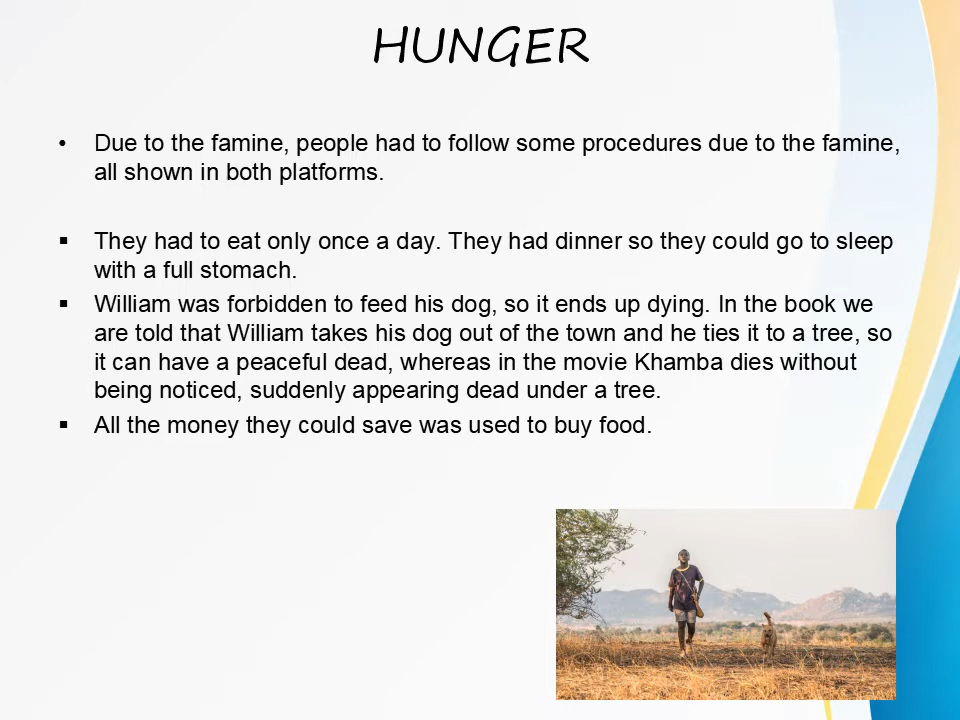 HUNGER
• Due to the famine, people had to follow some procedures due to the famine,
all shown in both platforms.
▪ They had to eat only once a day. They had dinner so they could go to sleep
with a full stomach.
▪ William was forbidden to feed his dog, so it ends up dying. In the book we
are told that William takes his dog out of the town and he ties it to a tree, so
it can have a peaceful dead, whereas in the movie Khamba dies without
being noticed, suddenly appearing dead under a tree.
▪ All the money they could save was used to buy food.